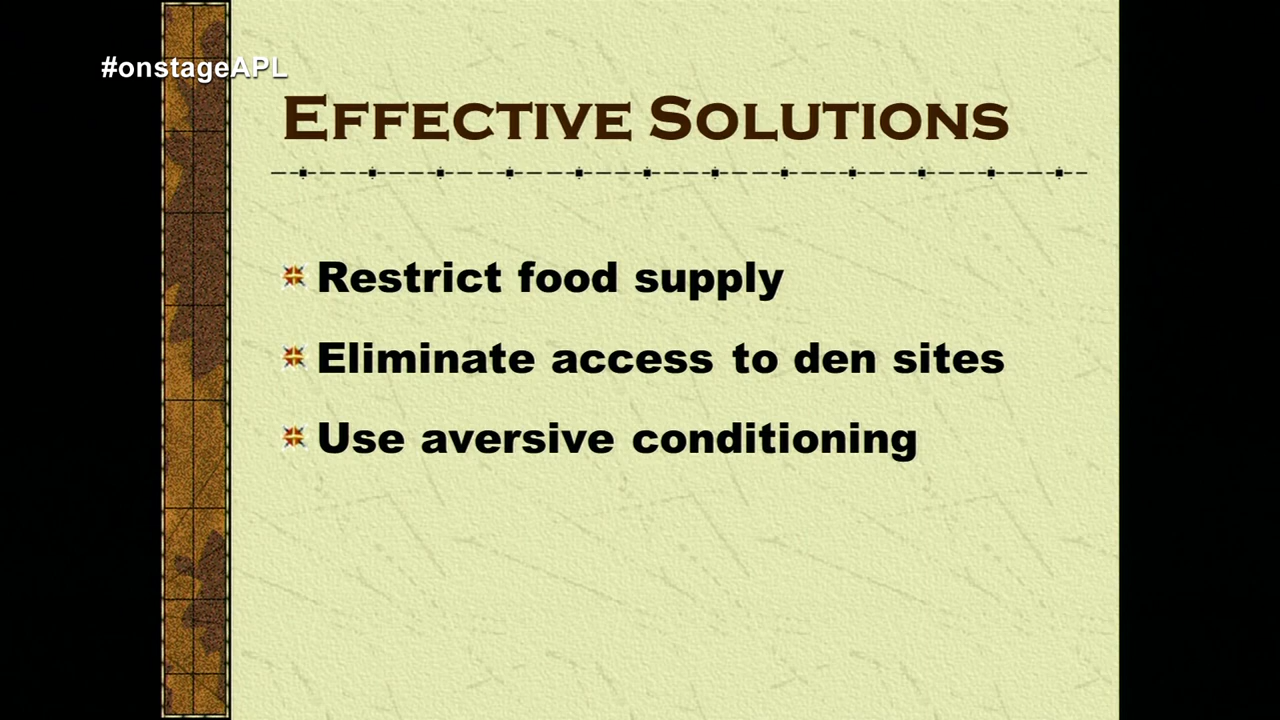 #onstageAPL
Effective Solutions
Restrict food supply
Eliminate access to den sites
Use aversive conditioning